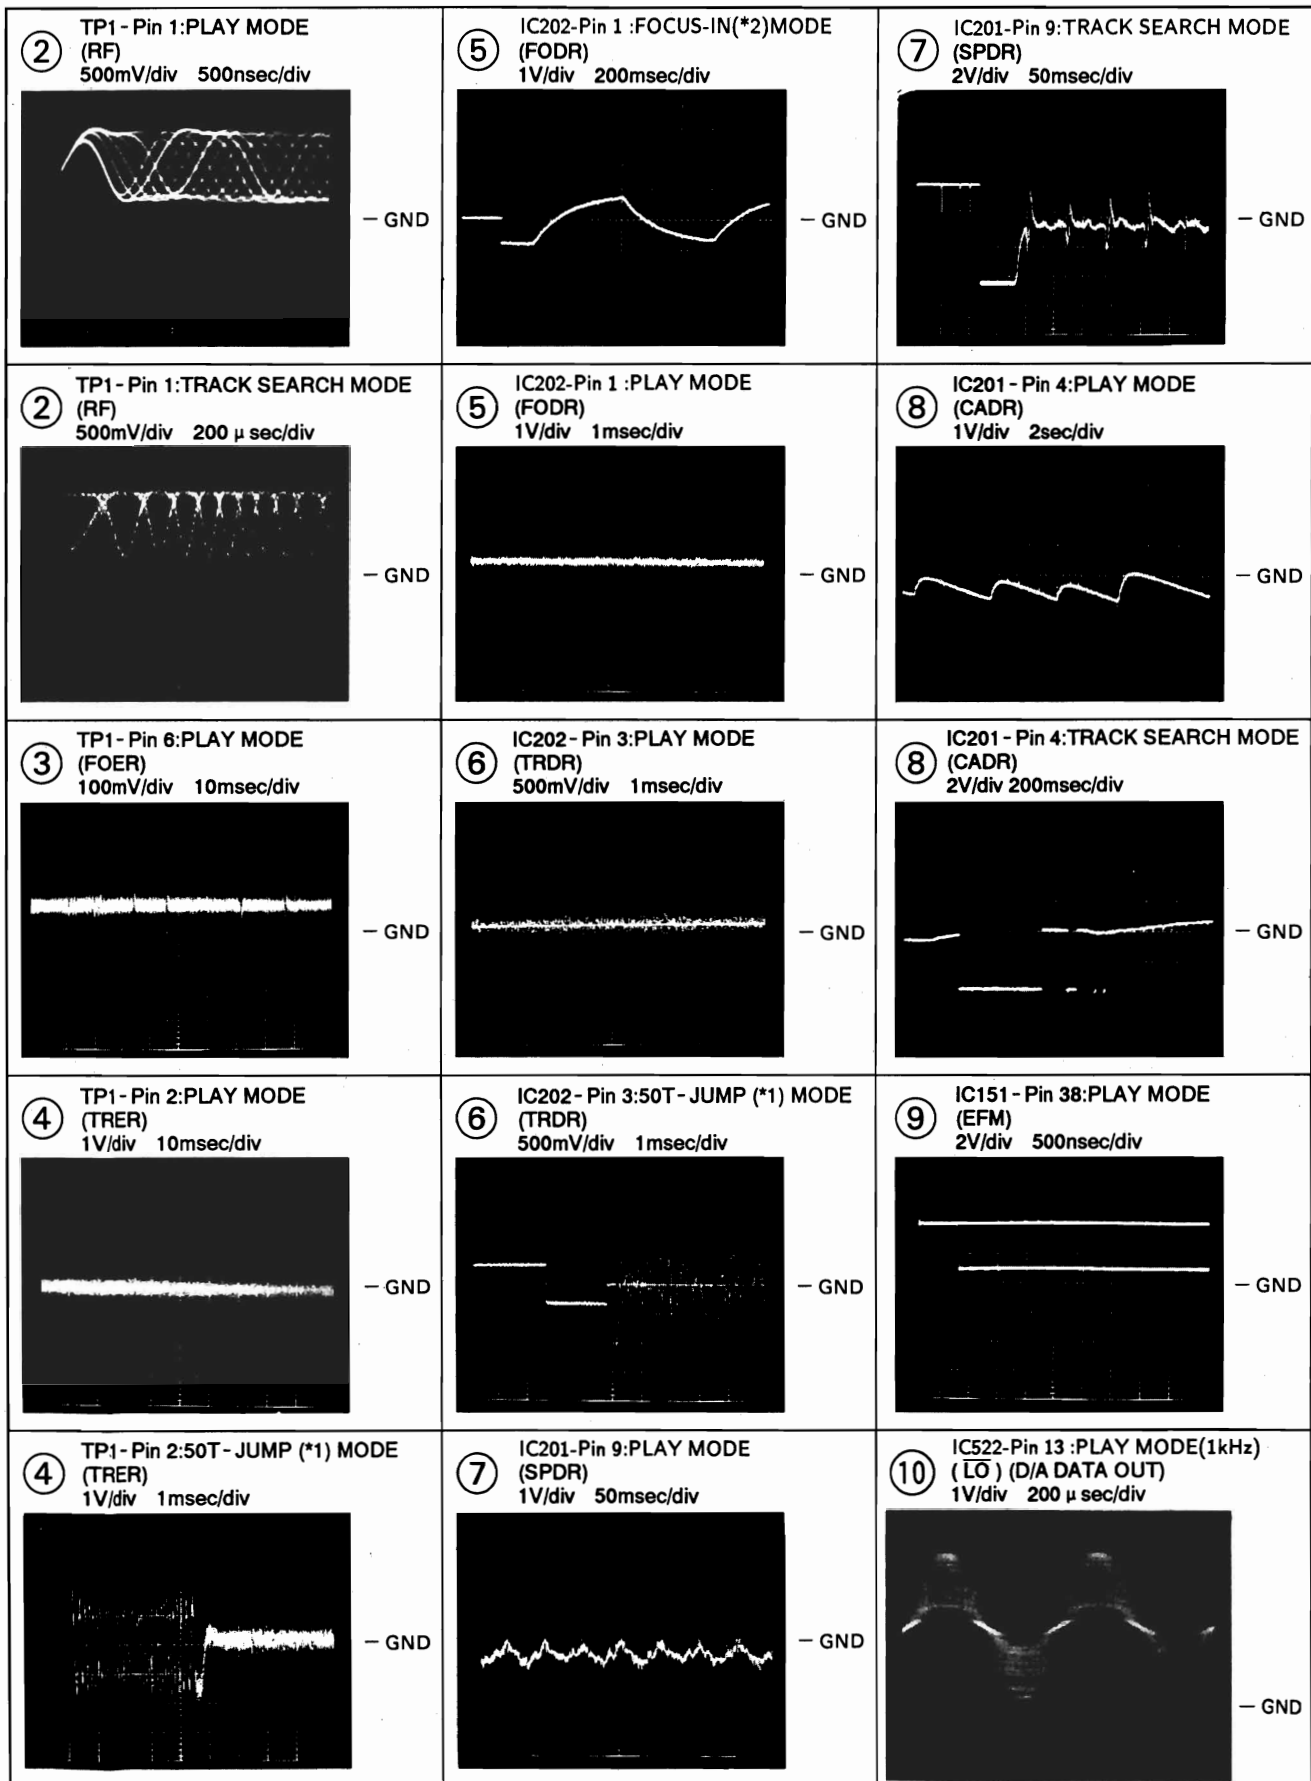 ② TP1-Pin 1:PLAY MODE
(RF)
500mV/div 500nsec/div
— GND
⑤ IC202-Pin 1 :FOCUS-IN(*2)MODE
(FODR)
1V/div 200msec/div
— GND
⑦ IC201-Pin 9:TRACK SEARCH MODE
(SPDR)
2V/div 50msec/div
— GND
② TP1-Pin 1:TRACK SEARCH MODE
(RF)
500mV/div 200 μ sec/div
— GND
⑤ IC202-Pin 1 :PLAY MODE
(FODR)
1V/div 1msec/div
— GND
⑧ IC201-Pin 4:PLAY MODE
(CADR)
1V/div 2sec/div
— GND
③ TP1-Pin 6:PLAY MODE
(FOER)
100mV/div 10msec/div
— GND
⑥ IC202-Pin 3:PLAY MODE
(TRDR)
500mV/div 1msec/div
— GND
⑧ IC201-Pin 4:TRACK SEARCH MODE
(CADR)
2V/div 200msec/div
— GND
④ TP1-Pin 2:PLAY MODE
(TRER)
1V/div 10msec/div
— GND
⑥ IC202-Pin 3:50T-JUMP (*1) MODE
(TRDR)
500mV/div 1msec/div
— GND
⑨ IC151-Pin 38:PLAY MODE
(EFM)
2V/div 500nsec/div
— GND
④ TP1-Pin 2:50T-JUMP (*1) MODE
(TRER)
1V/div 1msec/div
— GND
⑦ IC201-Pin 9:PLAY MODE
(SPDR)
1V/div 50msec/div
— GND
⑩ IC522-Pin 13 :PLAY MODE(1kHz)
( L̅O̅ ) (D/A DATA OUT)
1V/div 200 μ sec/div
— GND